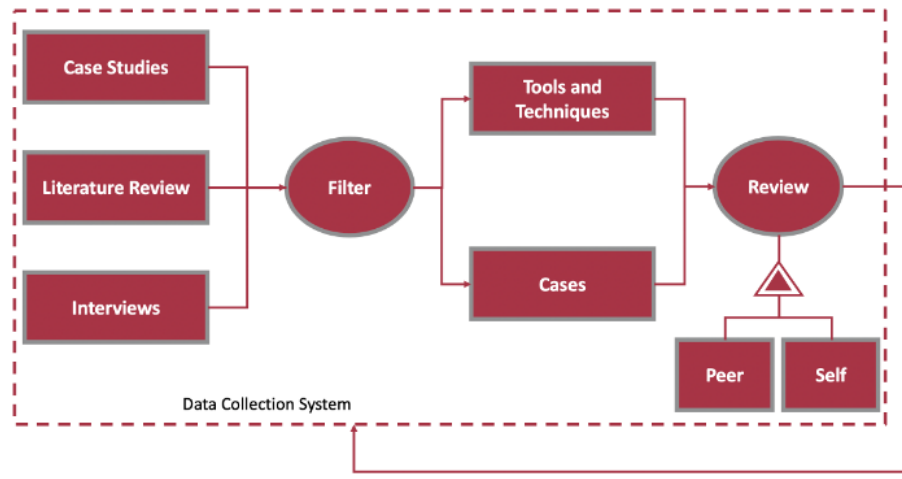 Case Studies
Literature Review
Interviews
Filter
Tools and
Techniques
Cases
Review
Peer
Self
Data Collection System